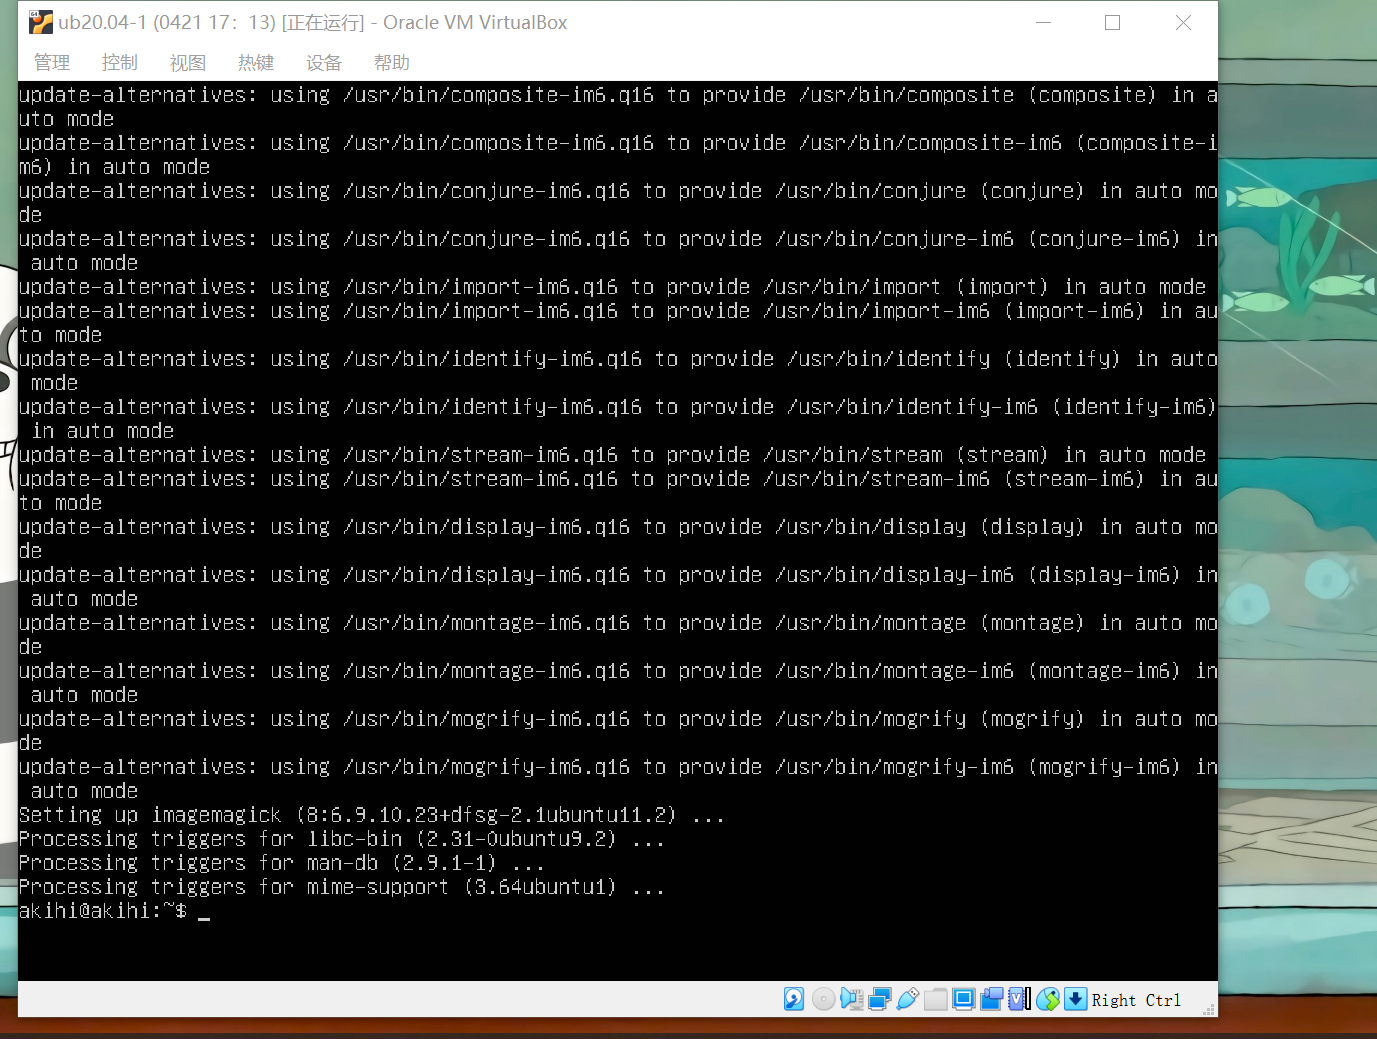 ub20.04-1 (0421 17：13) [正在运行] - Oracle VM VirtualBox
管理 控制 视图 热键 设备 帮助
update-alternatives: using /usr/bin/composite-im6.q16 to provide /usr/bin/composite (composite) in a
uto mode
update-alternatives: using /usr/bin/composite-im6.q16 to provide /usr/bin/composite-im6 (composite-i
m6) in auto mode
update-alternatives: using /usr/bin/conjure-im6.q16 to provide /usr/bin/conjure (conjure) in auto mo
de
update-alternatives: using /usr/bin/conjure-im6.q16 to provide /usr/bin/conjure-im6 (conjure-im6) in
 auto mode
update-alternatives: using /usr/bin/import-im6.q16 to provide /usr/bin/import (import) in auto mode
update-alternatives: using /usr/bin/import-im6.q16 to provide /usr/bin/import-im6 (import-im6) in au
to mode
update-alternatives: using /usr/bin/identify-im6.q16 to provide /usr/bin/identify (identify) in auto
 mode
update-alternatives: using /usr/bin/identify-im6.q16 to provide /usr/bin/identify-im6 (identify-im6)
 in auto mode
update-alternatives: using /usr/bin/stream-im6.q16 to provide /usr/bin/stream (stream) in auto mode
update-alternatives: using /usr/bin/stream-im6.q16 to provide /usr/bin/stream-im6 (stream-im6) in au
to mode
update-alternatives: using /usr/bin/display-im6.q16 to provide /usr/bin/display (display) in auto mo
de
update-alternatives: using /usr/bin/display-im6.q16 to provide /usr/bin/display-im6 (display-im6) in
 auto mode
update-alternatives: using /usr/bin/montage-im6.q16 to provide /usr/bin/montage (montage) in auto mo
de
update-alternatives: using /usr/bin/montage-im6.q16 to provide /usr/bin/montage-im6 (montage-im6) in
 auto mode
update-alternatives: using /usr/bin/mogrify-im6.q16 to provide /usr/bin/mogrify (mogrify) in auto mo
de
update-alternatives: using /usr/bin/mogrify-im6.q16 to provide /usr/bin/mogrify-im6 (mogrify-im6) in
 auto mode
Setting up imagemagick (8:6.9.10.23+dfsg-2.1ubuntu11.2) ...
Processing triggers for libc-bin (2.31-0ubuntu9.2) ...
Processing triggers for man-db (2.9.1-1) ...
Processing triggers for mime-support (3.64ubuntu1) ...
akihi@akihi:~$ _
Right Ctrl